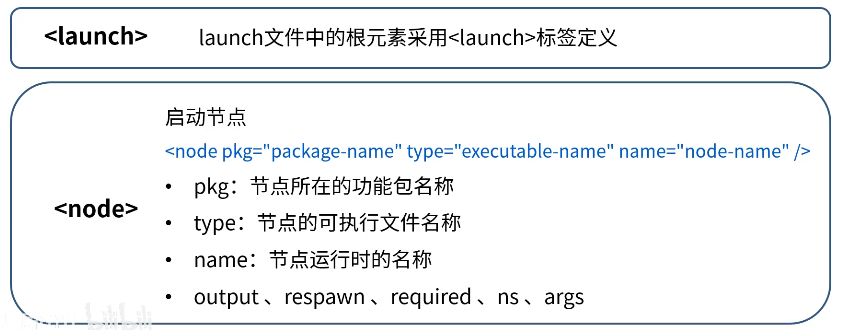 <launch>
launch文件中的根元素采用<launch>标签定义
启动节点
<node pkg="package-name" type="executable-name" name="node-name" />
<node>
• pkg：节点所在的功能包名称
• type：节点的可执行文件名称
• name：节点运行时的名称
• output 、respawn 、required 、ns 、args
bilibili